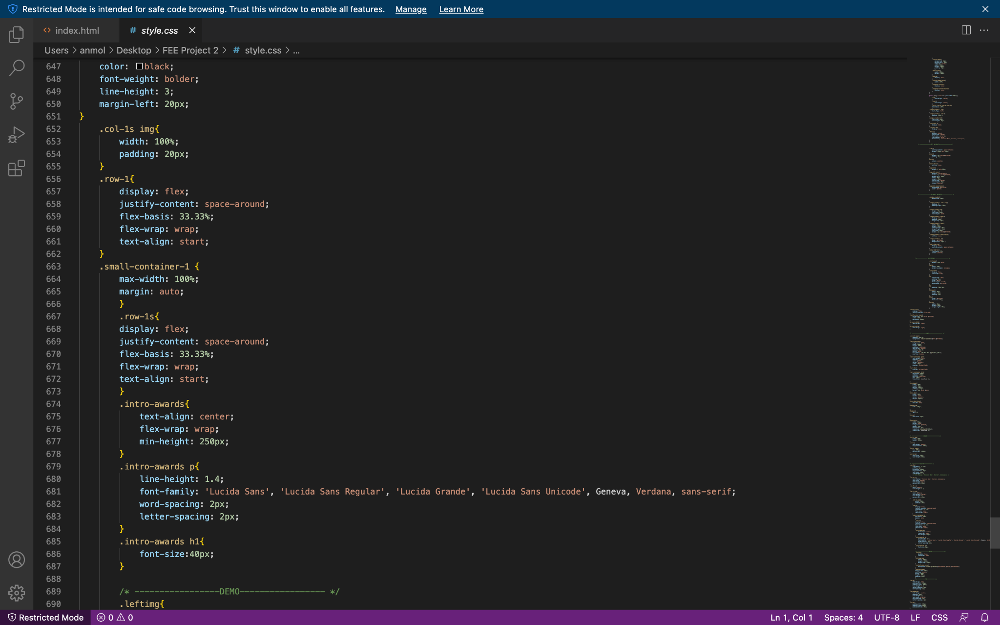 Restricted Mode is intended for safe code browsing. Trust this window to enable all features. Manage Learn More
index.html style.css
Users > anmol > Desktop > FEE Project 2 > # style.css > ...
647 color: black;
648 font-weight: bolder;
649 line-height: 3;
650 margin-left: 20px;
651 }
652 .col-1s img{
653 width: 100%;
654 padding: 20px;
655 }
656 .row-1{
657 display: flex;
658 justify-content: space-around;
659 flex-basis: 33.33%;
660 flex-wrap: wrap;
661 text-align: start;
662 }
663 .small-container-1 {
664 max-width: 100%;
665 margin: auto;
666 }
667 .row-1s{
668 display: flex;
669 justify-content: space-around;
670 flex-basis: 33.33%;
671 flex-wrap: wrap;
672 text-align: start;
673 }
674 .intro-awards{
675 text-align: center;
676 flex-wrap: wrap;
677 min-height: 250px;
678 }
679 .intro-awards p{
680 line-height: 1.4;
681 font-family: 'Lucida Sans', 'Lucida Sans Regular', 'Lucida Grande', 'Lucida Sans Unicode', Geneva, Verdana, sans-serif;
682 word-spacing: 2px;
683 letter-spacing: 2px;
684 }
685 .intro-awards h1{
686 font-size:40px;
687 }
688
689 /* -----------------DEMO----------------- */
690 .leftimg{
Restricted Mode 0 0 Ln 1, Col 1 Spaces: 4 UTF-8 LF CSS